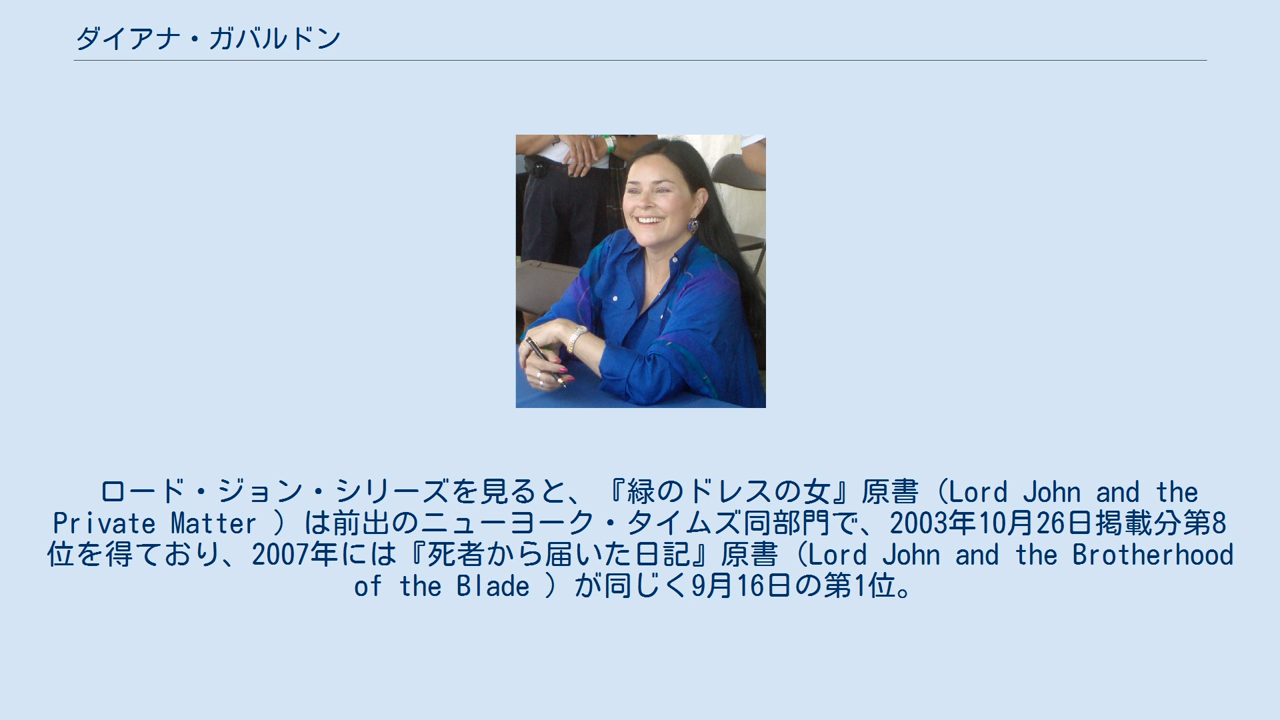 ダイアナ・ガバルドン
ロード・ジョン・シリーズを見ると、『緑のドレスの女』原書（Lord John and the
Private Matter ）は前出のニューヨーク・タイムズ同部門で、2003年10月26日掲載分第8
位を得ており、2007年には『死者から届いた日記』原書（Lord John and the Brotherhood
of the Blade ）が同じく9月16日の第1位。